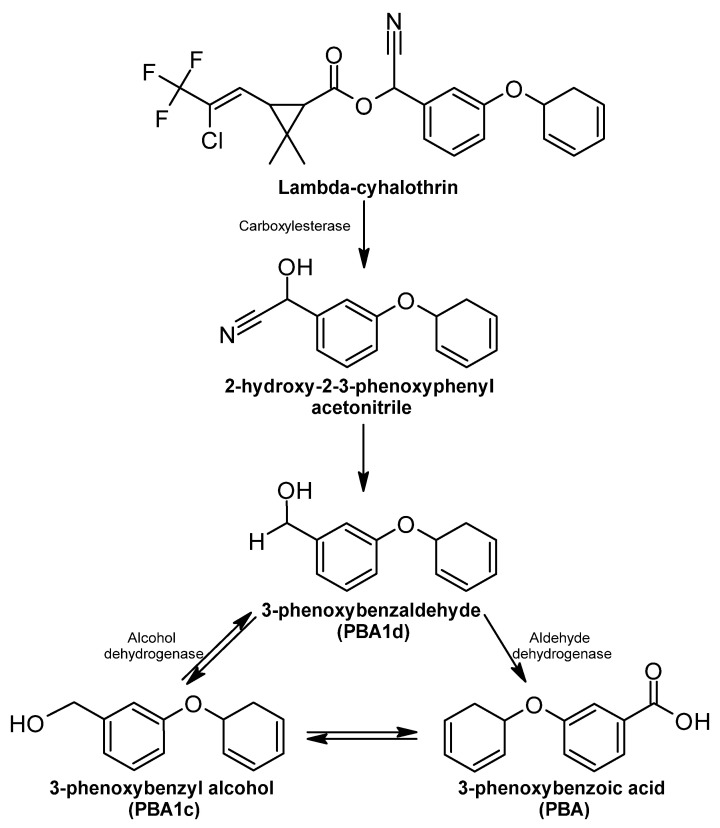 N
O
F
F
F
Cl
O
O
Lambda-cyhalothrin
Carboxylesterase
OH
O
N
2-hydroxy-2-3-phenoxyphenyl
acetonitrile
OH
O
H
3-phenoxybenzaldehyde
(PBA1d)
Alcohol
dehydrogenase
Aldehyde
dehydrogenase
HO
O
O
O
OH
3-phenoxybenzyl alcohol
(PBA1c)
3-phenoxybenzoic acid
(PBA)